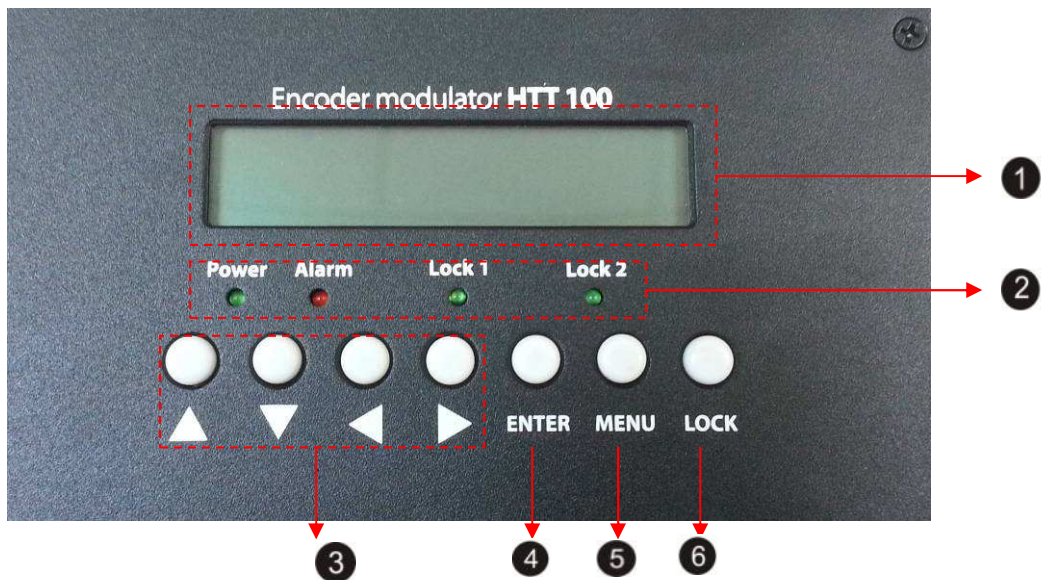 Encoder modulator HTT 100
1
Power Alarm Lock 1 Lock 2
2
ENTER MENU LOCK
3 4 5 6